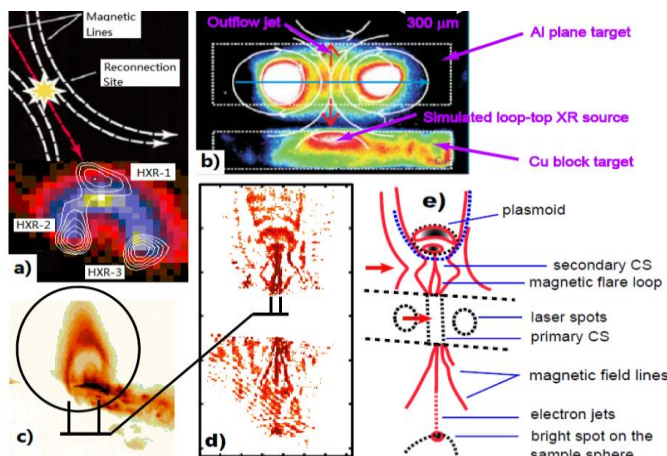 Magnetic
Lines
Reconnection
Site
HXR-1
HXR-2
HXR-3
a)
Outflow jet
300 μm
Al plane target
Simulated loop-top XR source
b)
Cu block target
c)
d)
e)
plasmoid
secondary CS
magnetic flare loop
laser spots
primary CS
magnetic field lines
electron jets
bright spot on the
sample sphere